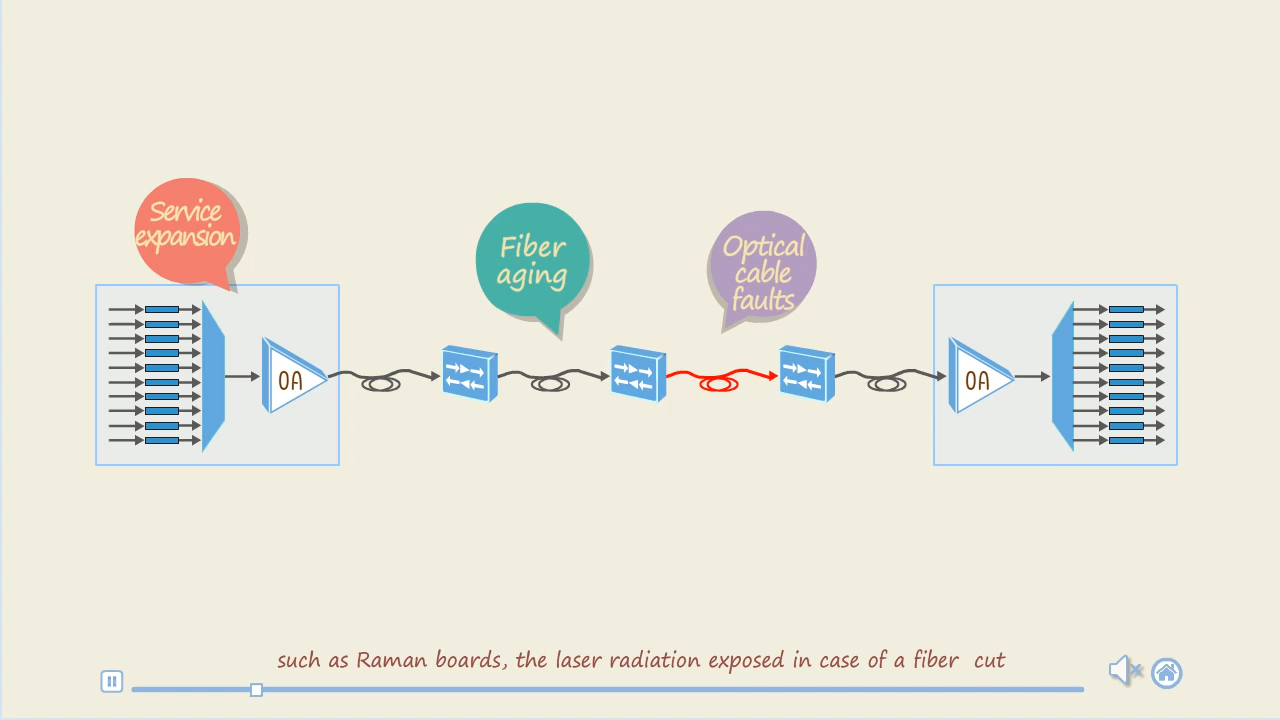 Service
expansion
Fiber
aging
Optical
cable
faults
OA
OA
such as Raman boards, the laser radiation exposed in case of a fiber cut